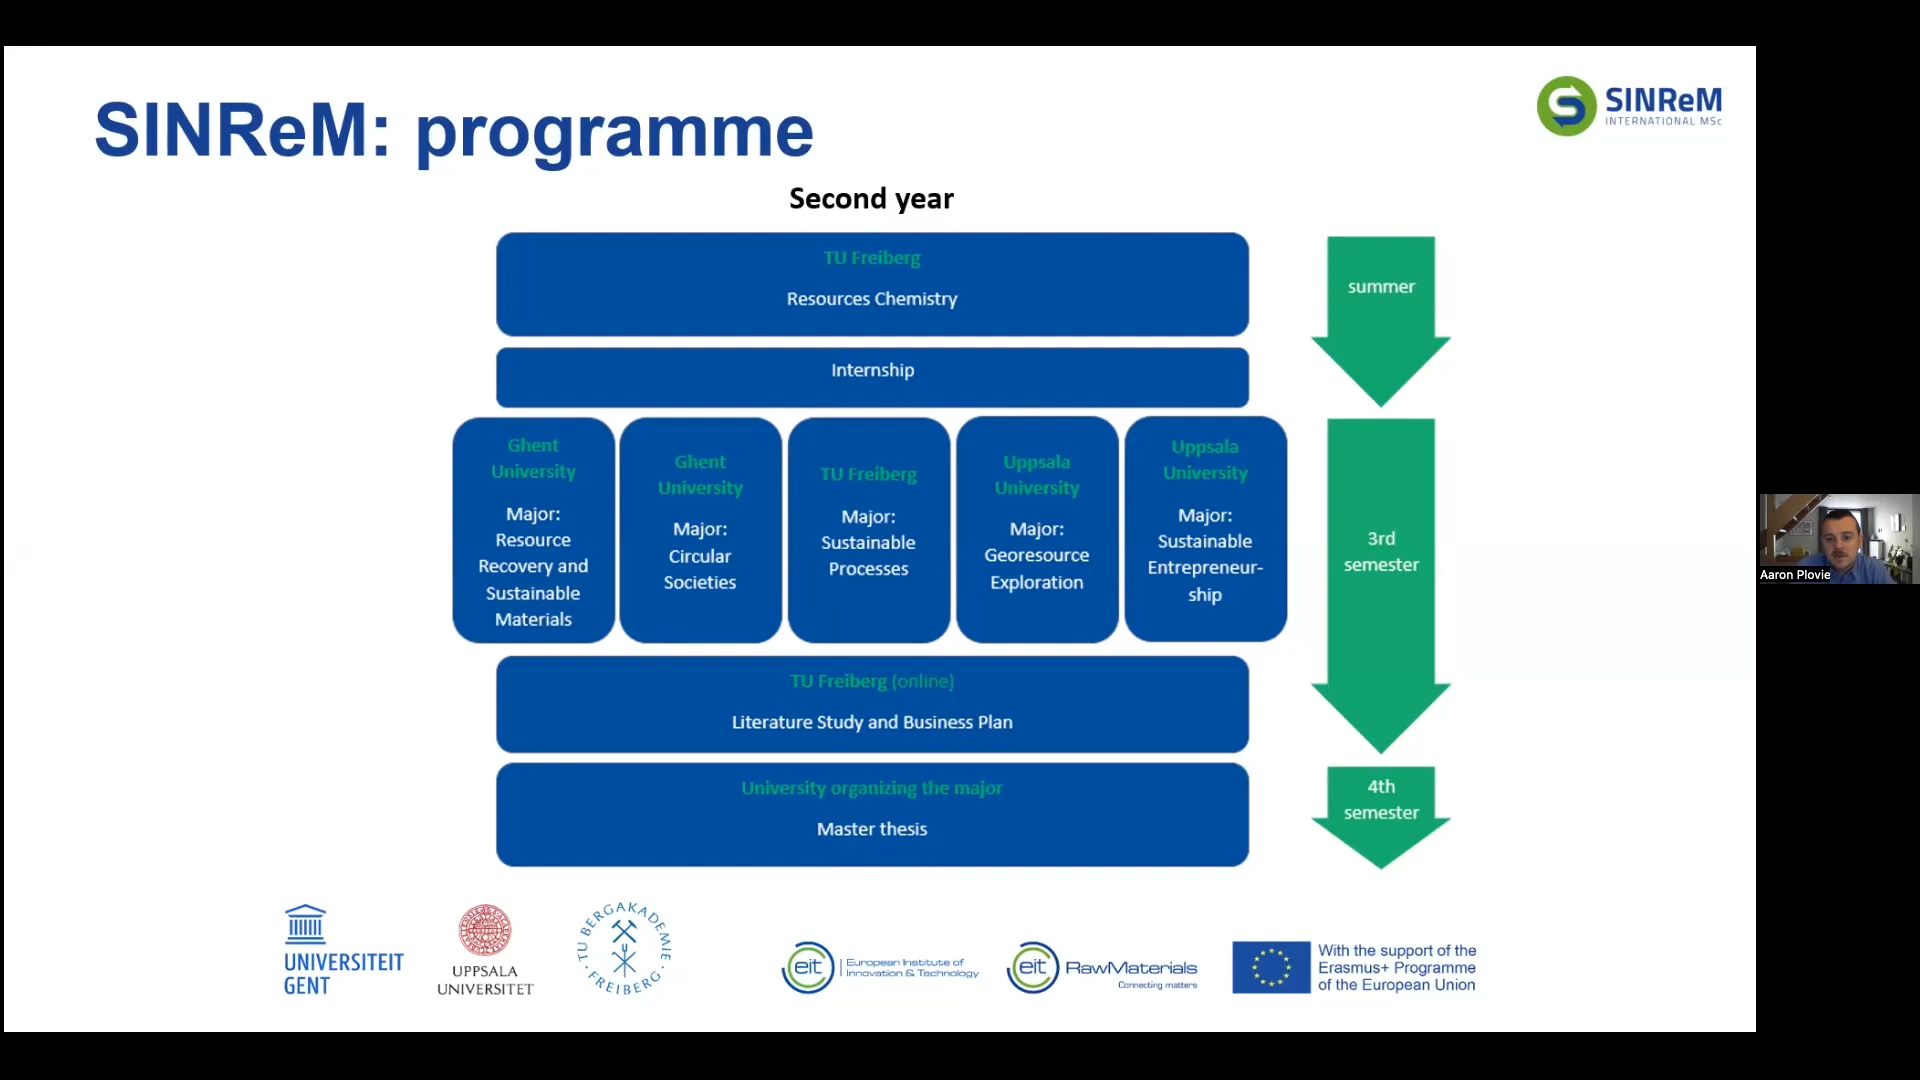 SINReM: programme
SINReM
INTERNATIONAL MSc
Second year
TU Freiberg
Resources Chemistry
summer
Internship
Ghent
University
Major:
Resource
Recovery and
Sustainable
Materials
Ghent
University
Major:
Circular
Societies
TU Freiberg
Major:
Sustainable
Processes
Uppsala
University
Major:
Georesource
Exploration
Uppsala
University
Major:
Sustainable
Entrepreneur-
ship
3rd
semester
TU Freiberg (online)
Literature Study and Business Plan
University organizing the major
Master thesis
4th
semester
Aaron Plovie
UNIVERSITEIT
GENT
UPPSALA
UNIVERSITET
TU BERGAKADEMIE
· FREIBERG ·
eit
European Institute of
Innovation & Technology
eit
RawMaterials
Connecting matters
With the support of the
Erasmus+ Programme
of the European Union